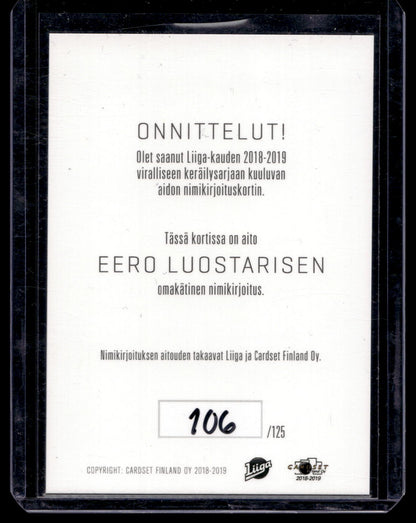 ONNITTELUT!
Olet saanut Liiga-kauden 2018-2019
viralliseen keräilysarjaan kuuluvan
aidon nimikirjoituskortin.
Tässä kortissa on aito
EERO LUOSTARISEN
omakätinen nimikirjoitus.
Nimikirjoituksen aitouden takaavat Liiga ja Cardset Finland Oy.
106 /125
COPYRIGHT: CARDSET FINLAND OY 2018-2019 Liiga CARDSET
2018-2019